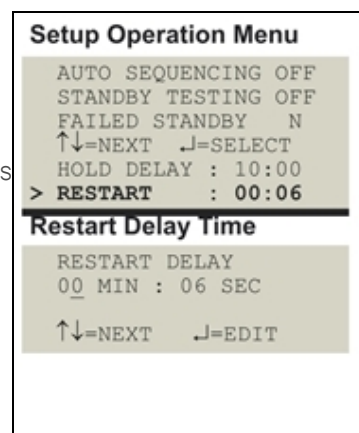 Setup Operation Menu
AUTO SEQUENCING OFF
STANDBY TESTING OFF
FAILED STANDBY N
↑↓=NEXT ↵=SELECT
S
HOLD DELAY : 10:00
> RESTART : 00:06
Restart Delay Time
RESTART DELAY
00 MIN : 06 SEC
↑↓=NEXT ↵=EDIT